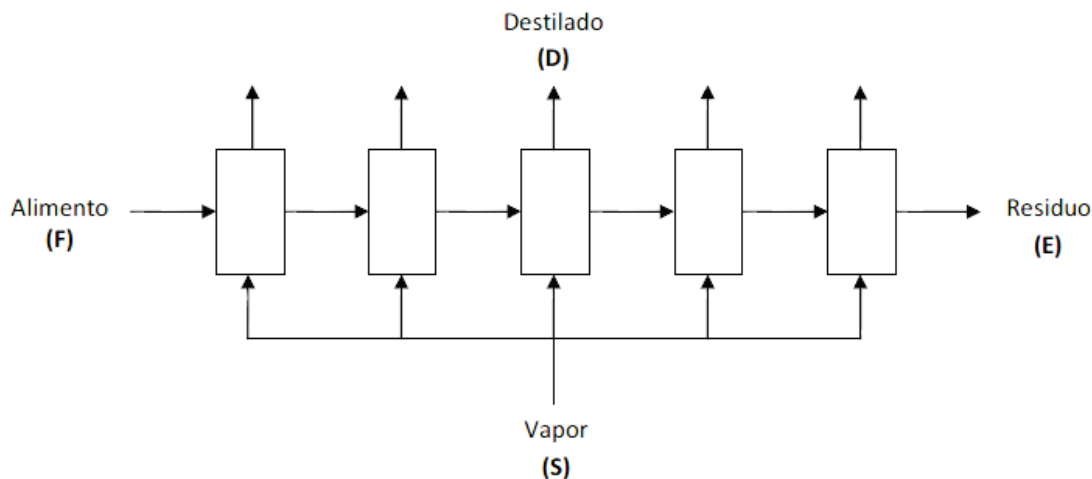 Destilado
(D)
Alimento
(F)
Residuo
(E)
Vapor
(S)